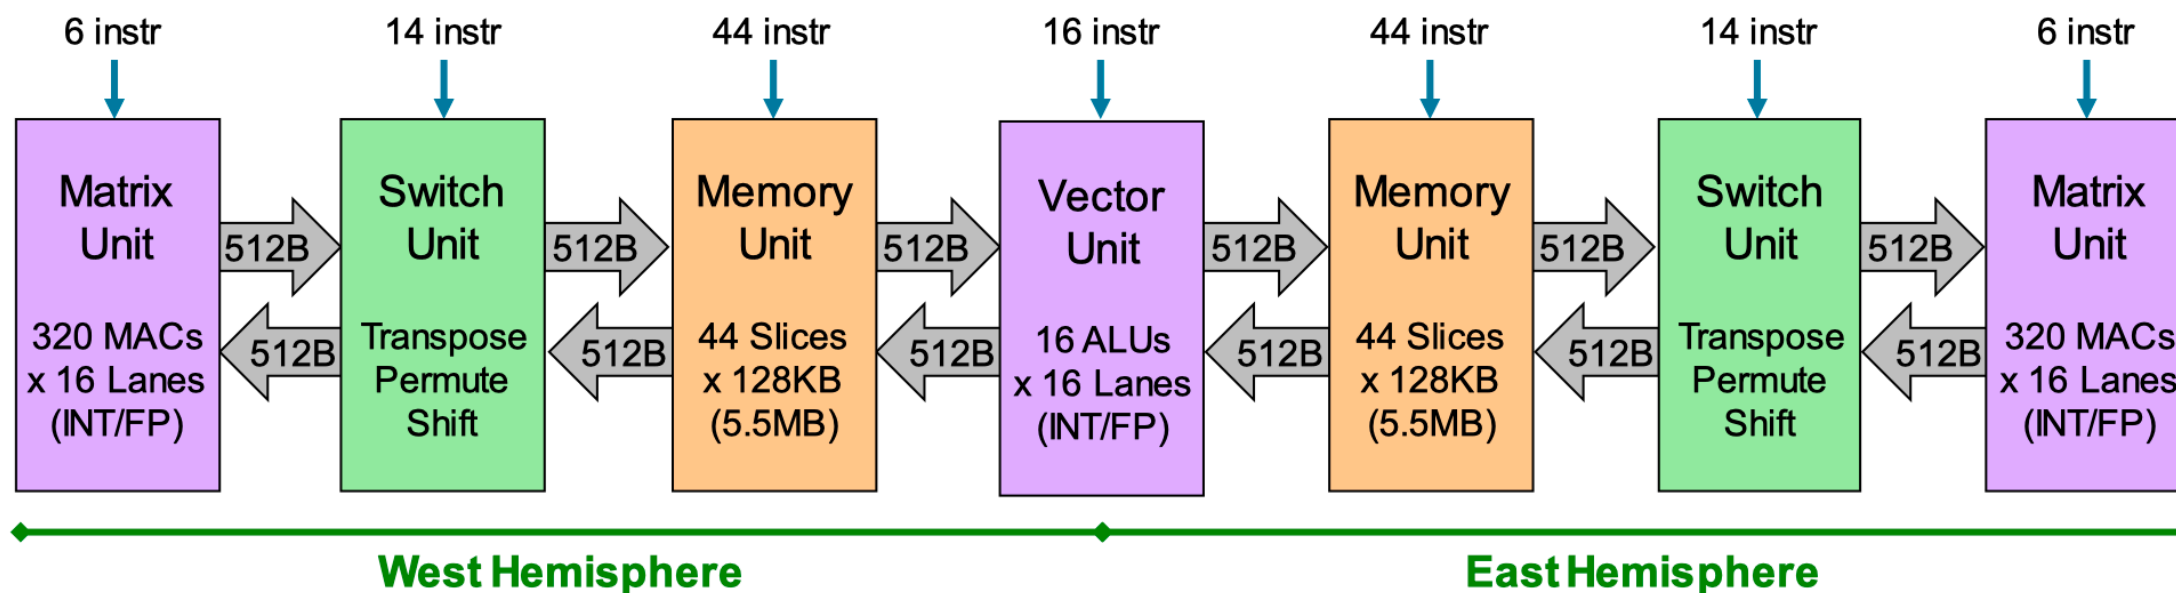 6 instr
14 instr
44 instr
16 instr
44 instr
14 instr
6 instr
Matrix
Unit
320 MACs
x 16 Lanes
(INT/FP)
512B
512B
Switch
Unit
Transpose
Permute
Shift
512B
512B
Memory
Unit
44 Slices
x 128KB
(5.5MB)
512B
512B
Vector
Unit
16 ALUs
x 16 Lanes
(INT/FP)
512B
512B
Memory
Unit
44 Slices
x 128KB
(5.5MB)
512B
512B
Switch
Unit
Transpose
Permute
Shift
512B
512B
Matrix
Unit
320 MACs
x 16 Lanes
(INT/FP)
West Hemisphere
East Hemisphere